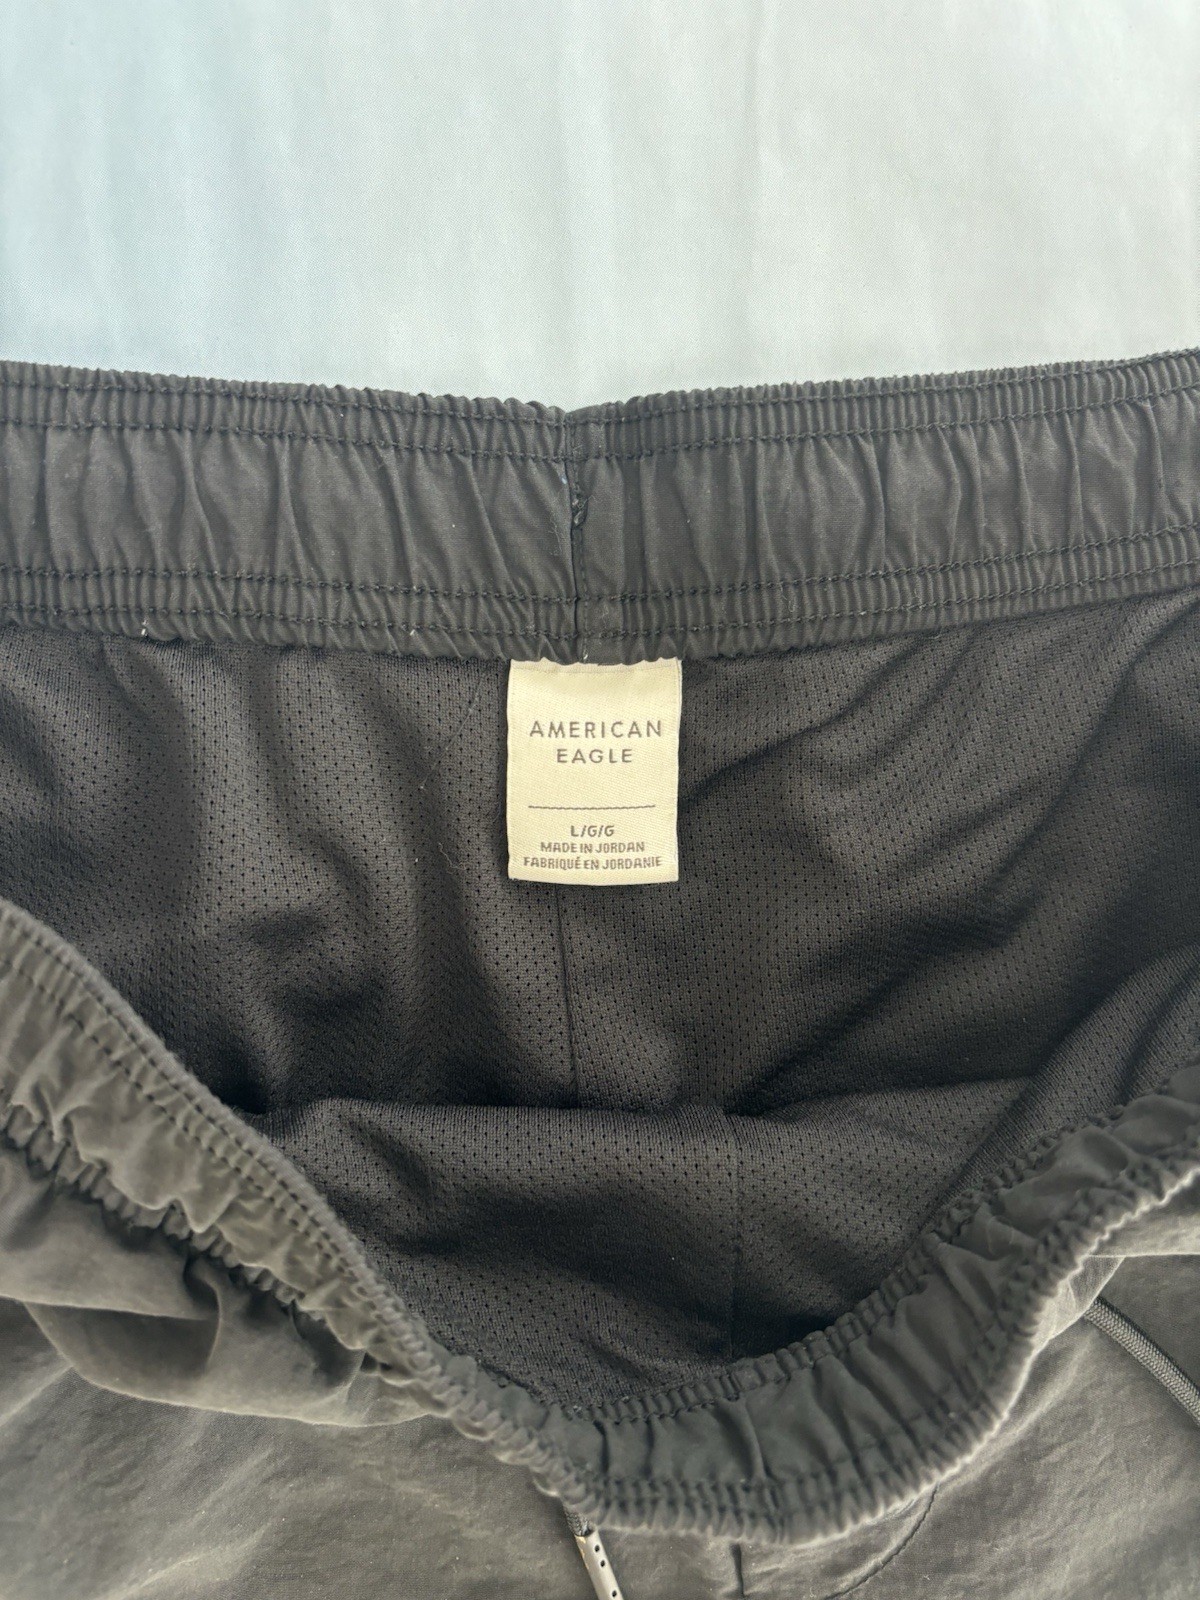 AMERICAN
EAGLE
L/G/G
MADE IN JORDAN
FABRIQUÉ EN JORDANIE